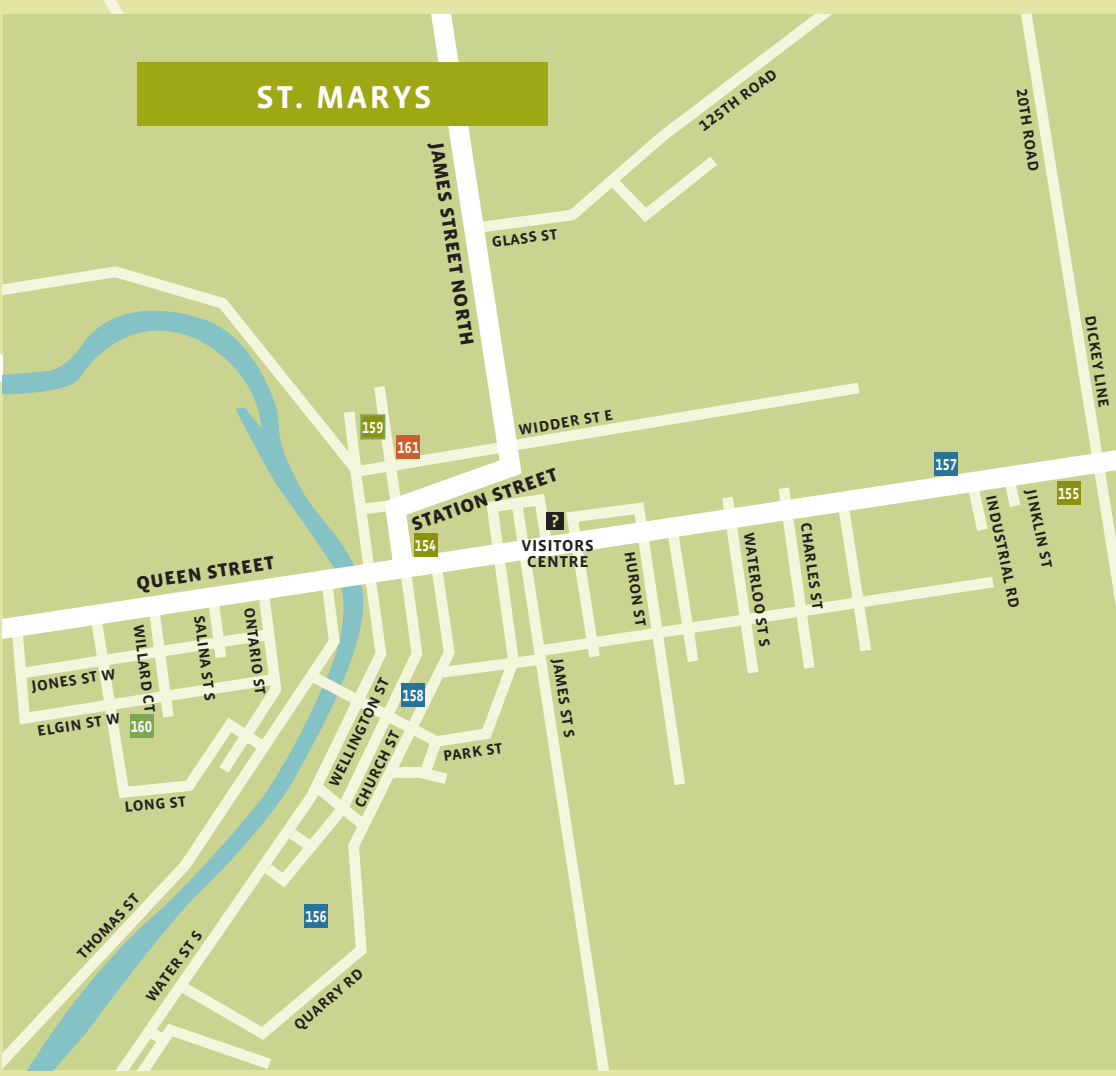 ST. MARYS
125TH ROAD
20TH ROAD
JAMES STREET NORTH
GLASS ST
DICKEY LINE
WIDDER ST E
159
161
157
STATION STREET
155
?
154
VISITORS
CENTRE
INDUSTRIAL RD
JINKLIN ST
QUEEN STREET
HURON ST
WATERLOO ST S
CHARLES ST
WILLARD CT
SALINA ST S
ONTARIO ST
JONES ST W
JAMES ST S
158
ELGIN ST W
160
WELLINGTON ST
CHURCH ST
PARK ST
LONG ST
THOMAS ST
156
WATER ST S
QUARRY RD